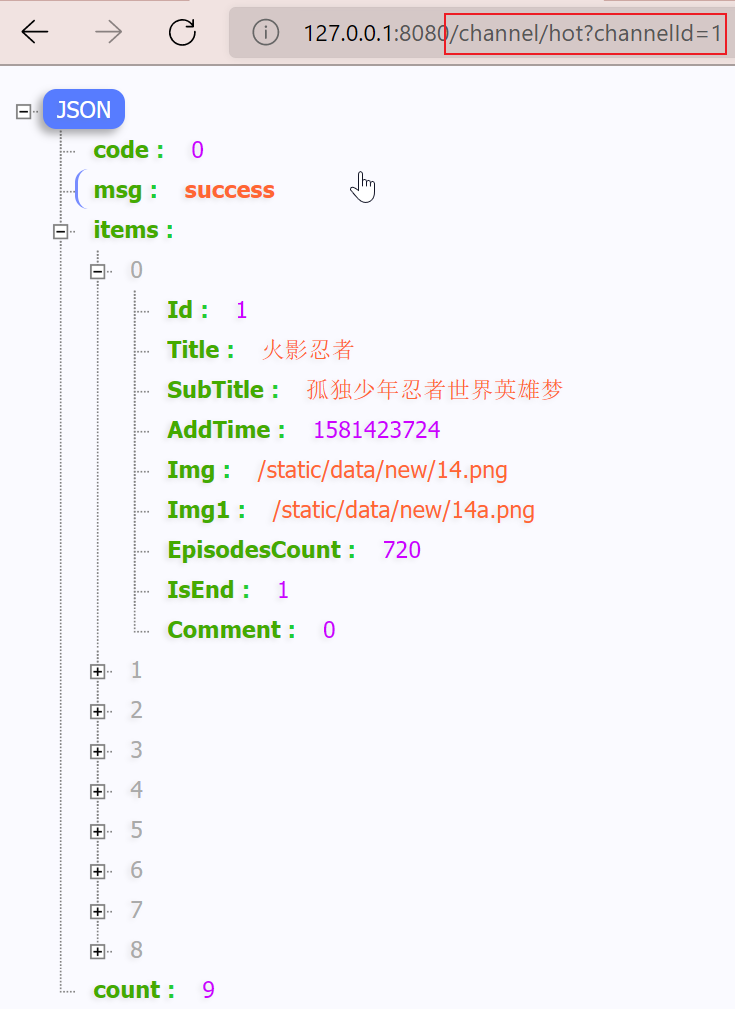 127.0.0.1:8080/channel/hot?channelId=1
JSON
code : 0
msg : success
items :
0
Id : 1
Title : 火影忍者
SubTitle : 孤独少年忍者世界英雄梦
AddTime : 1581423724
Img : /static/data/new/14.png
Img1 : /static/data/new/14a.png
EpisodesCount : 720
IsEnd : 1
Comment : 0
1
2
3
4
5
6
7
8
count : 9